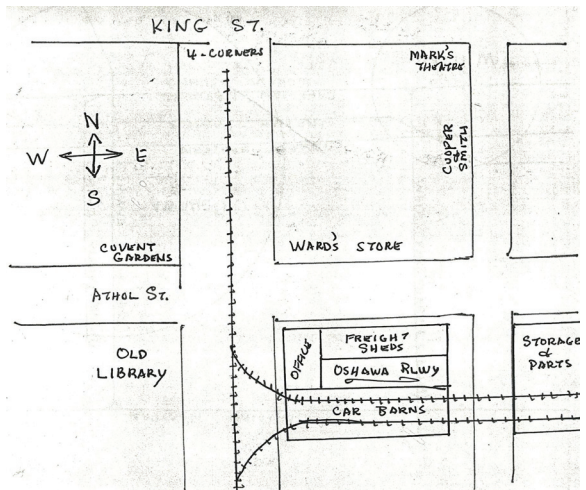 KING ST.
4-CORNERS
MARK'S
THEATRE
N
W E
S
CUOPER
&
SMITH
COVENT
GARDENS
WARD'S STORE
ATHOL ST.
OLD
LIBRARY
OFFICE
FREIGHT
SHEDS
OSHAWA RLWY
CAR BARNS
STORAGE
&
PARTS